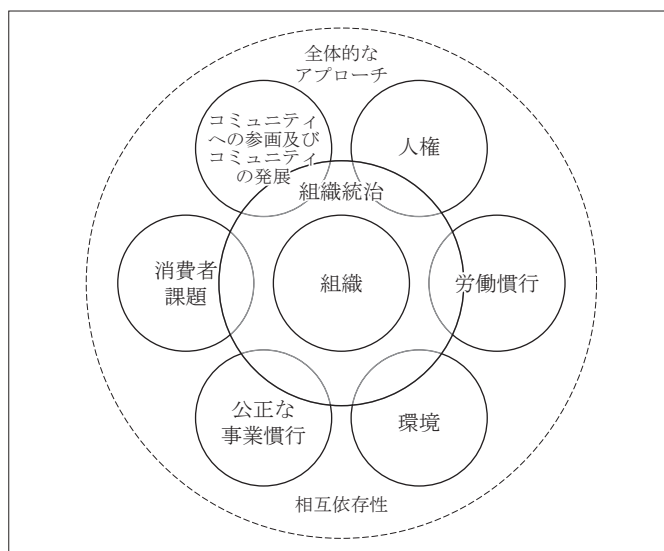 全体的な
アプローチ
コミュニティ
への参画及び
コミュニティ
の発展
人権
組織統治
消費者
課題
組織
労働慣行
公正な
事業慣行
環境
相互依存性